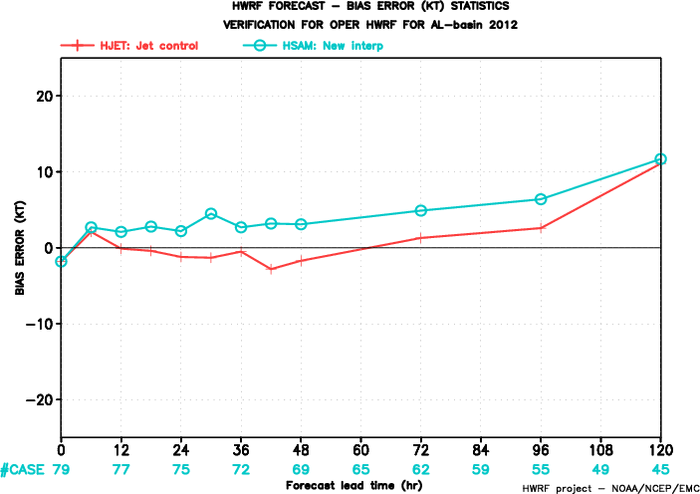 HWRF FORECAST - BIAS ERROR (KT) STATISTICS
VERIFICATION FOR OPER HWRF FOR AL-basin 2012
HJET: Jet control HSAM: New interp
BIAS ERROR (KT)
20
10
0
-10
-20
0 12 24 36 48 60 72 84 96 108 120
#CASE 79 77 75 72 69 65 62 59 55 49 45
Forecast lead time (hr)
HWRF project - NOAA/NCEP/EMC